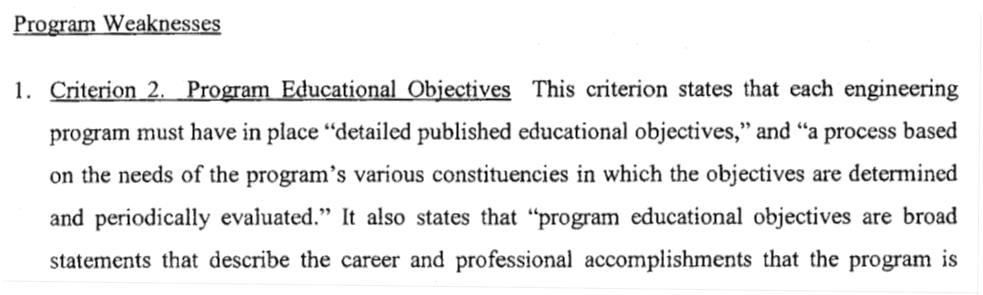 Program Weaknesses
1. Criterion 2. Program Educational Objectives This criterion states that each engineering
program must have in place “detailed published educational objectives,” and “a process based
on the needs of the program’s various constituencies in which the objectives are determined
and periodically evaluated.” It also states that “program educational objectives are broad
statements that describe the career and professional accomplishments that the program is